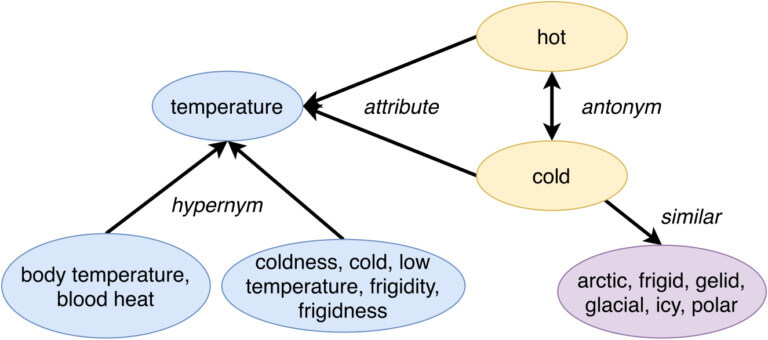 hot
temperature
attribute
antonym
cold
hypernym
similar
body temperature,
blood heat
coldness, cold, low
temperature, frigidity,
frigidness
arctic, frigid, gelid,
glacial, icy, polar